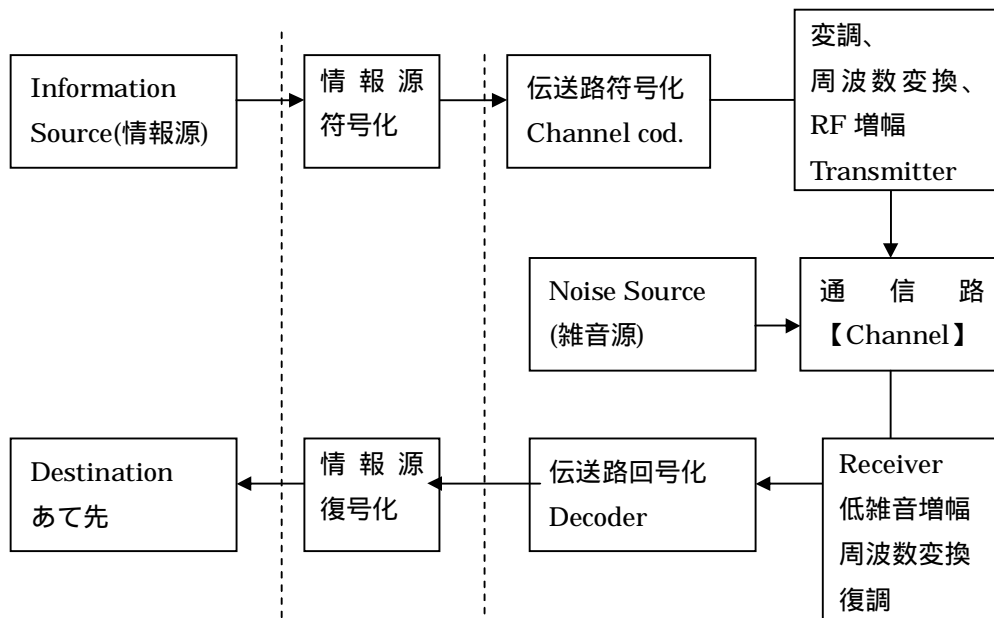 Information
Source(情報源)
情報源
符号化
伝送路符号化
Channel cod.
変調、
周波数変換、
RF 増幅
Transmitter
Noise Source
(雑音源)
通信路
【Channel】
Destination
あて先
情報源
復号化
伝送路回号化
Decoder
Receiver
低雑音増幅
周波数変換
復調